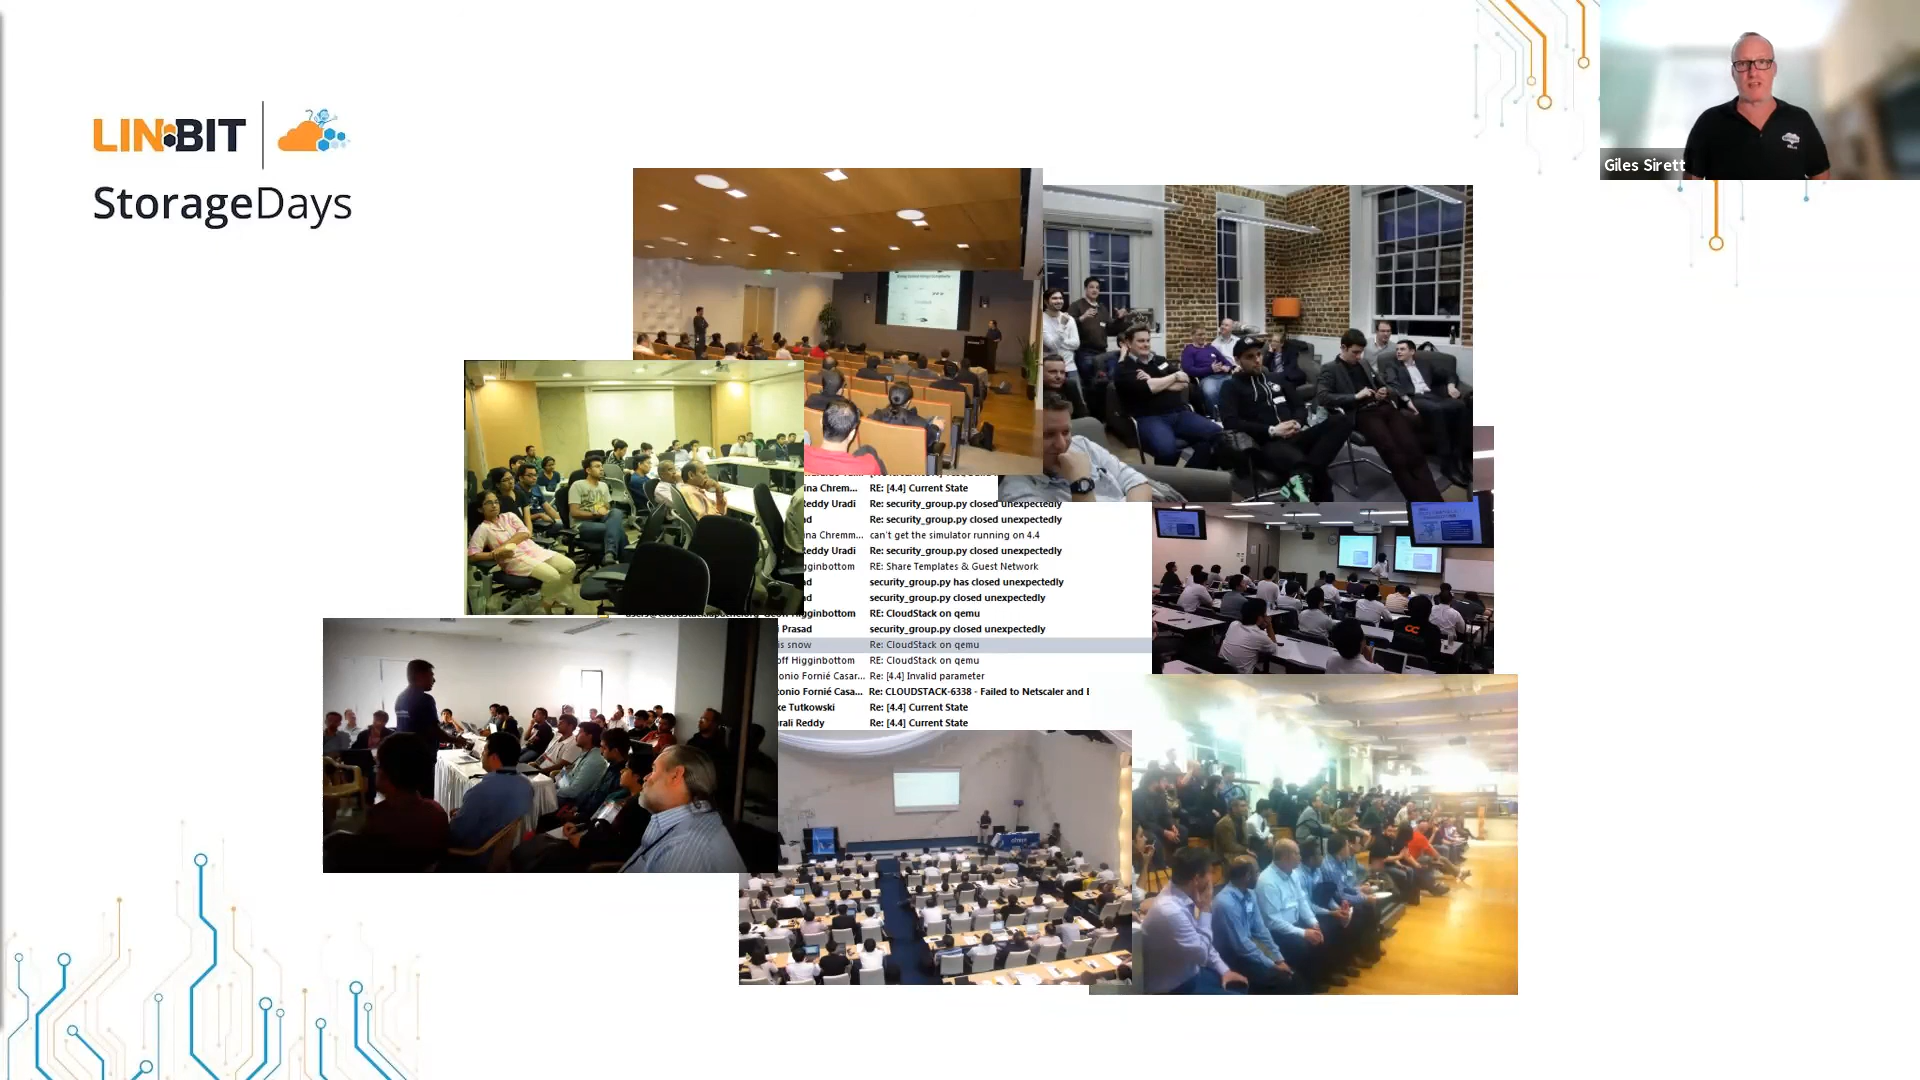 LINBIT
StorageDays
Giles Sirett
ina Chrem... RE: [4.4] Current State
Reddy Uradi Re: security_group.py closed unexpectedly
Re: security_group.py closed unexpectedly
ina Chremm... can't get the simulator running on 4.4
Reddy Uradi Re: security_group.py closed unexpectedly
gginbottom RE: Share Templates & Guest Network
security_group.py has closed unexpectedly
security_group.py closed unexpectedly
Higginbottom RE: CloudStack on qemu
i Prasad security_group.py closed unexpectedly
is snow Re: CloudStack on qemu
off Higginbottom RE: CloudStack on qemu
onio Fornié Casar... Re: [4.4] Invalid parameter
onio Fornié Casa... Re: CLOUDSTACK-6338 - Failed to Netscaler and
ke Tutkowski Re: [4.4] Current State
rali Reddy Re: [4.4] Current State
citrix